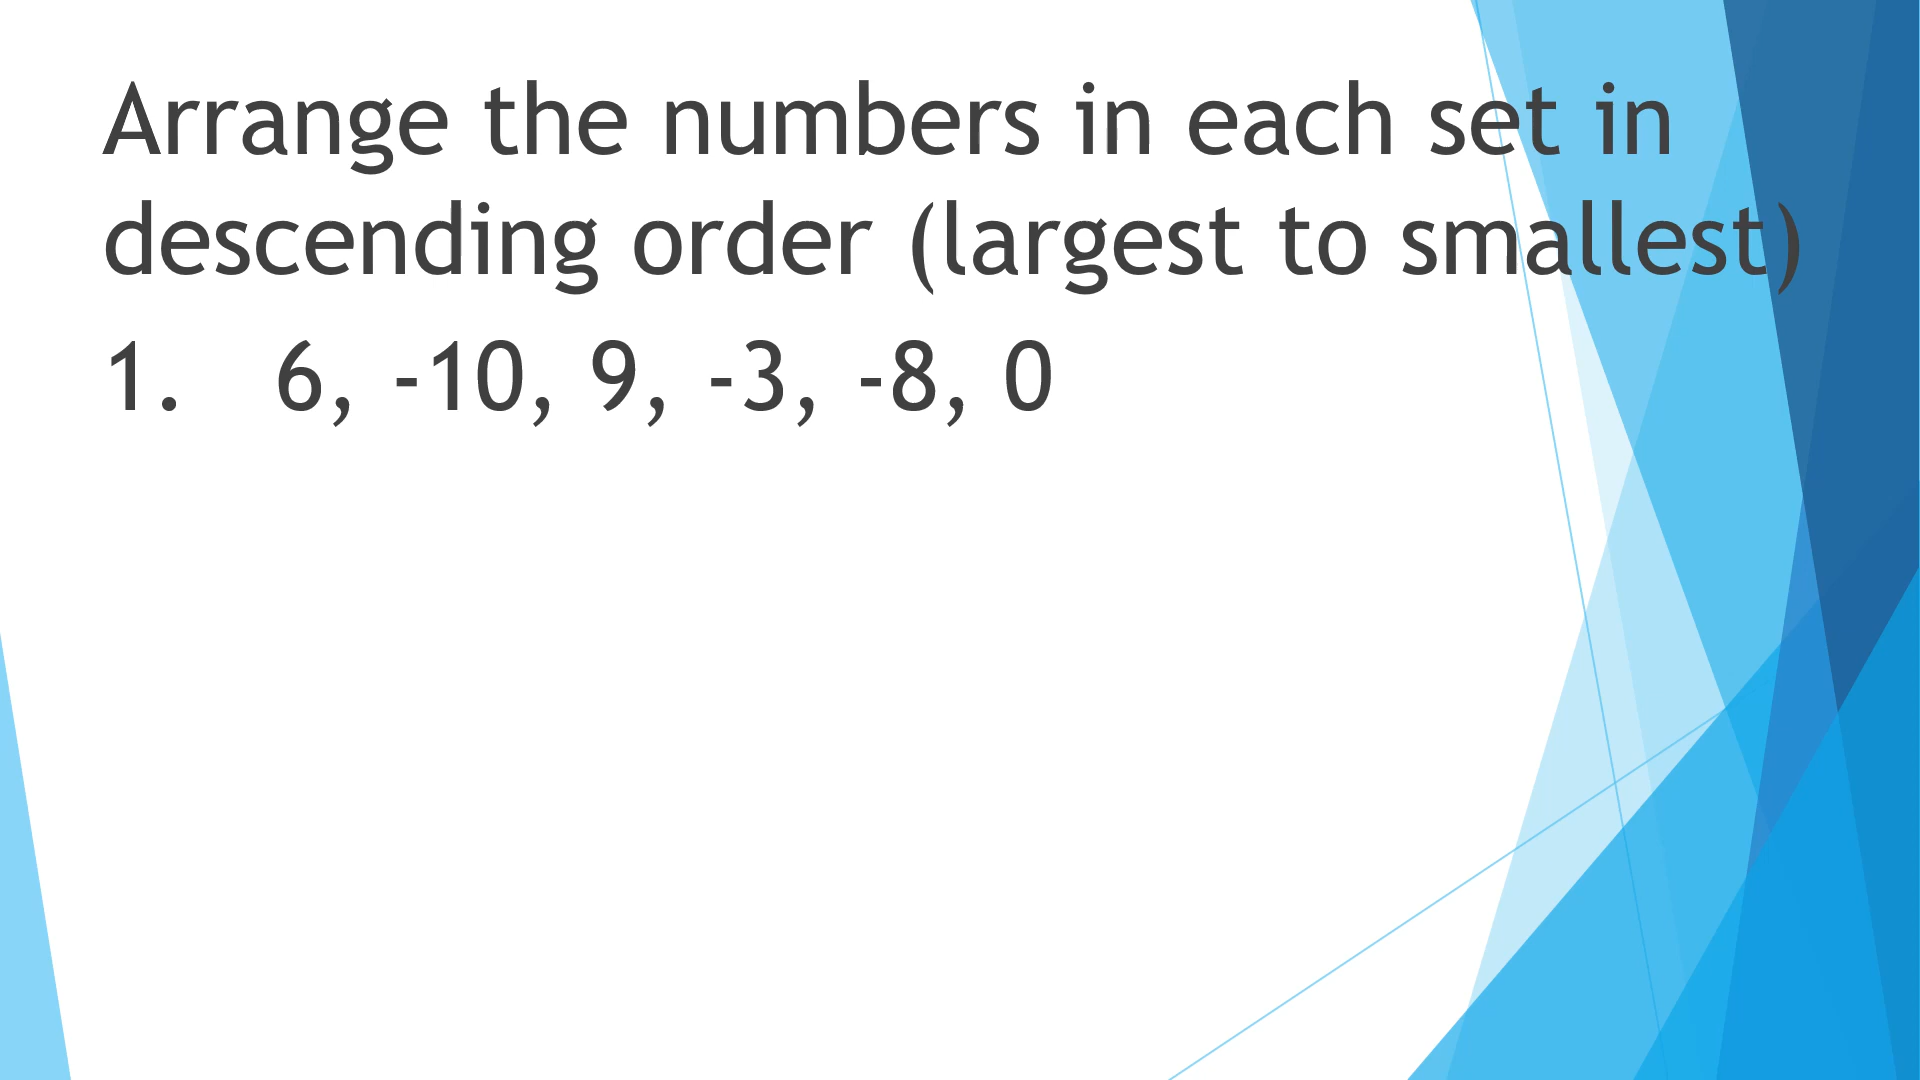 Arrange the numbers in each set in
descending order (largest to smallest)
1. 6, -10, 9, -3, -8, 0